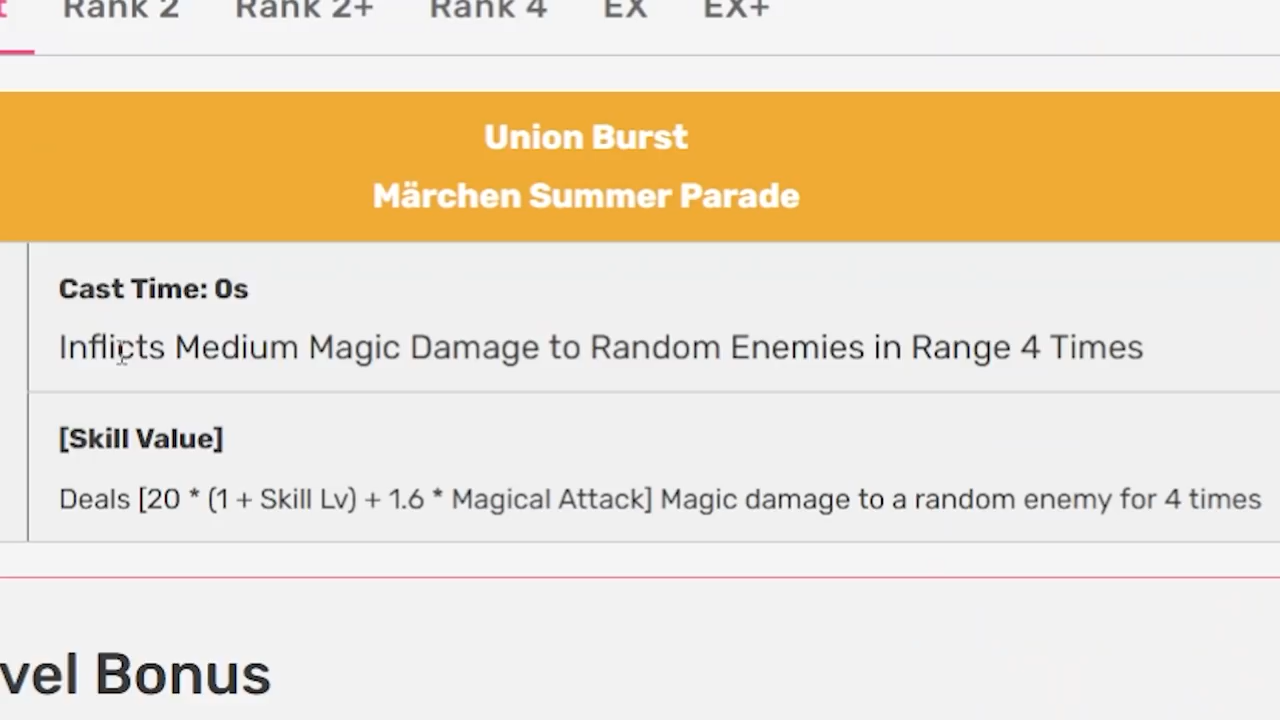 Rank 2 Rank 2+ Rank 4 EX EX+
Union Burst
Märchen Summer Parade
Cast Time: 0s
Inflicts Medium Magic Damage to Random Enemies in Range 4 Times
[Skill Value]
Deals [20 * (1 + Skill Lv) + 1.6 * Magical Attack] Magic damage to a random enemy for 4 times
vel Bonus